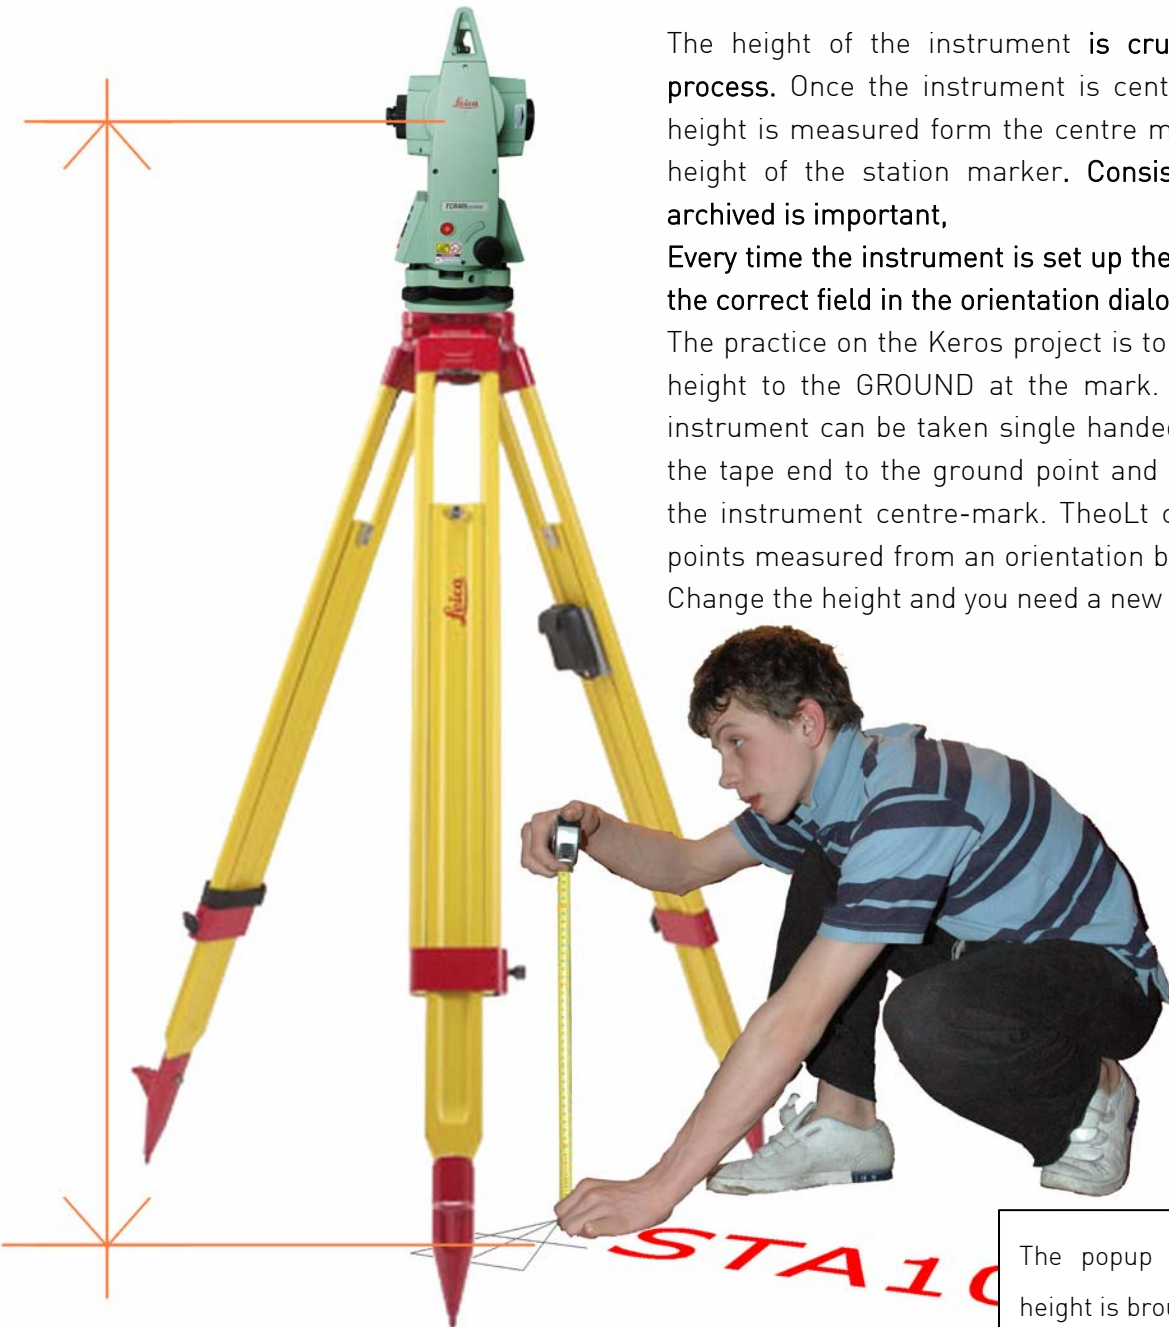 The height of the instrument is cru
process. Once the instrument is cent
height is measured form the centre m
height of the station marker. Consis
archived is important,
Every time the instrument is set up the
the correct field in the orientation dialo
The practice on the Keros project is to
height to the GROUND at the mark.
instrument can be taken single hande
the tape end to the ground point and
the instrument centre-mark. TheoLt
points measured from an orientation b
Change the height and you need a new
Leica
TCR405
Leica
STA10
The popup
height is brou